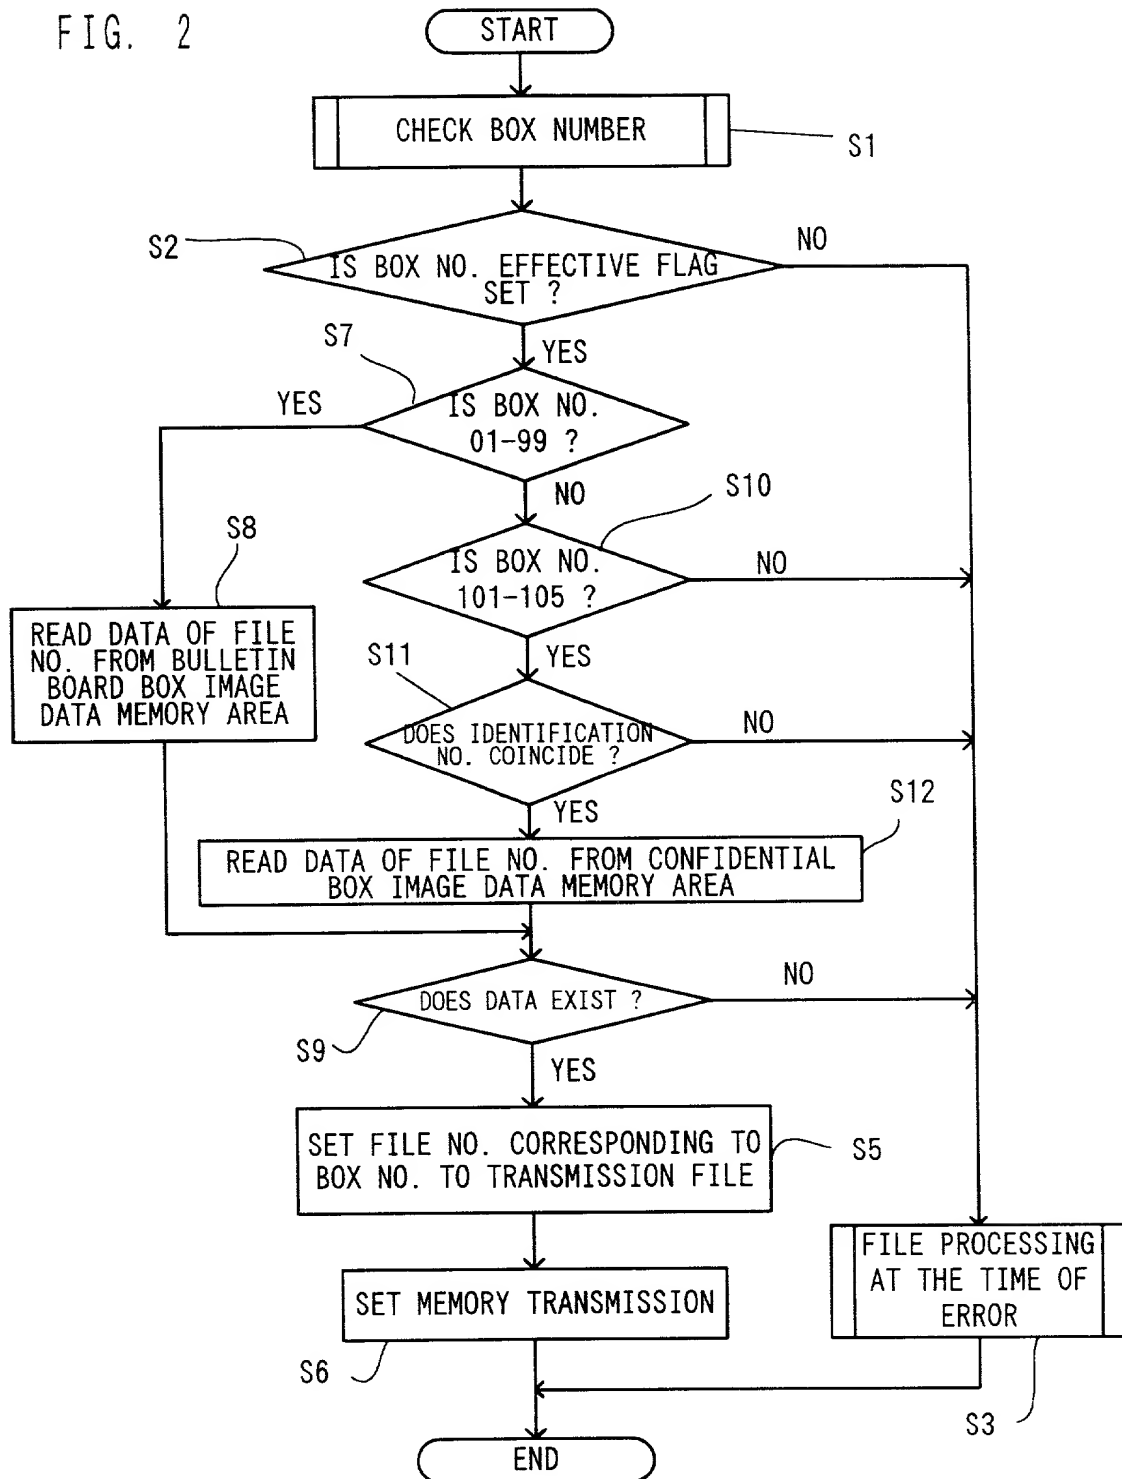 FIG. 2
START
CHECK BOX NUMBER
S1
S2
IS BOX NO. EFFECTIVE FLAG
SET ?
NO
YES
S7
IS BOX NO.
01-99 ?
YES
NO
S10
IS BOX NO.
101-105 ?
NO
S8
READ DATA OF FILE
NO. FROM BULLETIN
BOARD BOX IMAGE
DATA MEMORY AREA
YES
S11
DOES IDENTIFICATION
NO. COINCIDE ?
NO
YES
S12
READ DATA OF FILE NO. FROM CONFIDENTIAL
BOX IMAGE DATA MEMORY AREA
DOES DATA EXIST ?
NO
S9
YES
SET FILE NO. CORRESPONDING TO
BOX NO. TO TRANSMISSION FILE
S5
SET MEMORY TRANSMISSION
S6
FILE PROCESSING
AT THE TIME OF
ERROR
S3
END